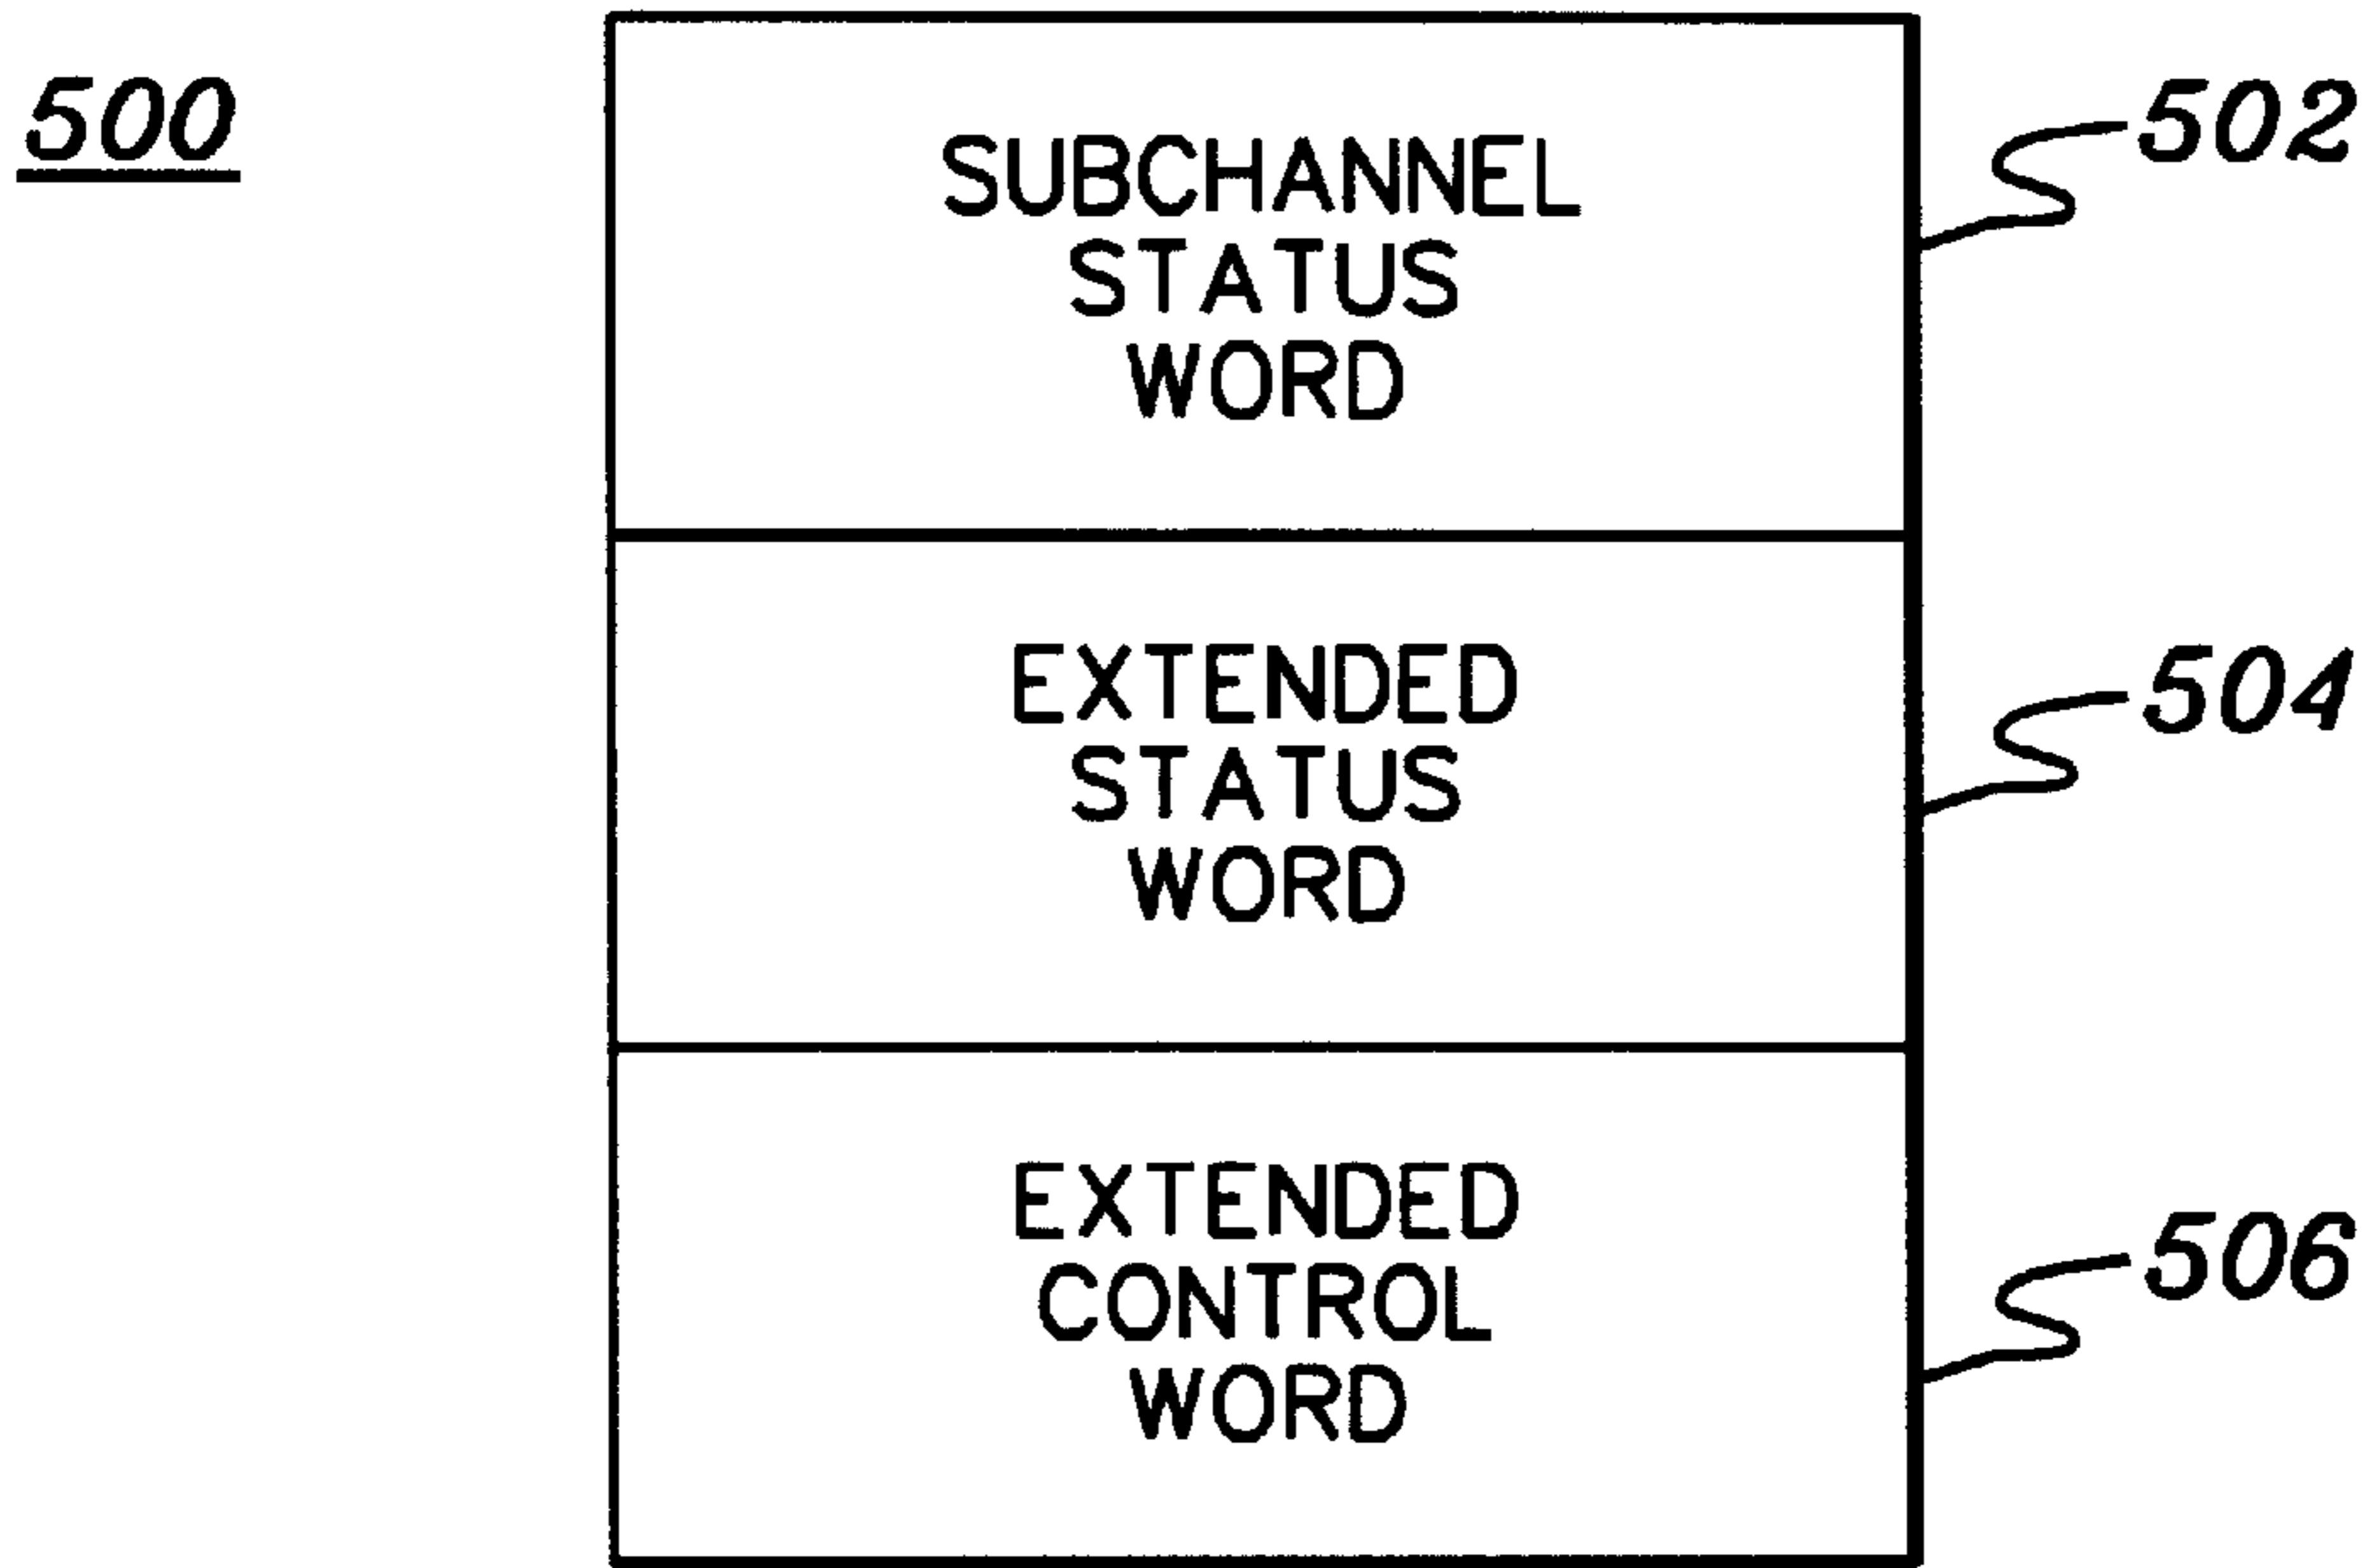 500
SUBCHANNEL
STATUS
WORD
502
EXTENDED
STATUS
WORD
504
EXTENDED
CONTROL
WORD
506